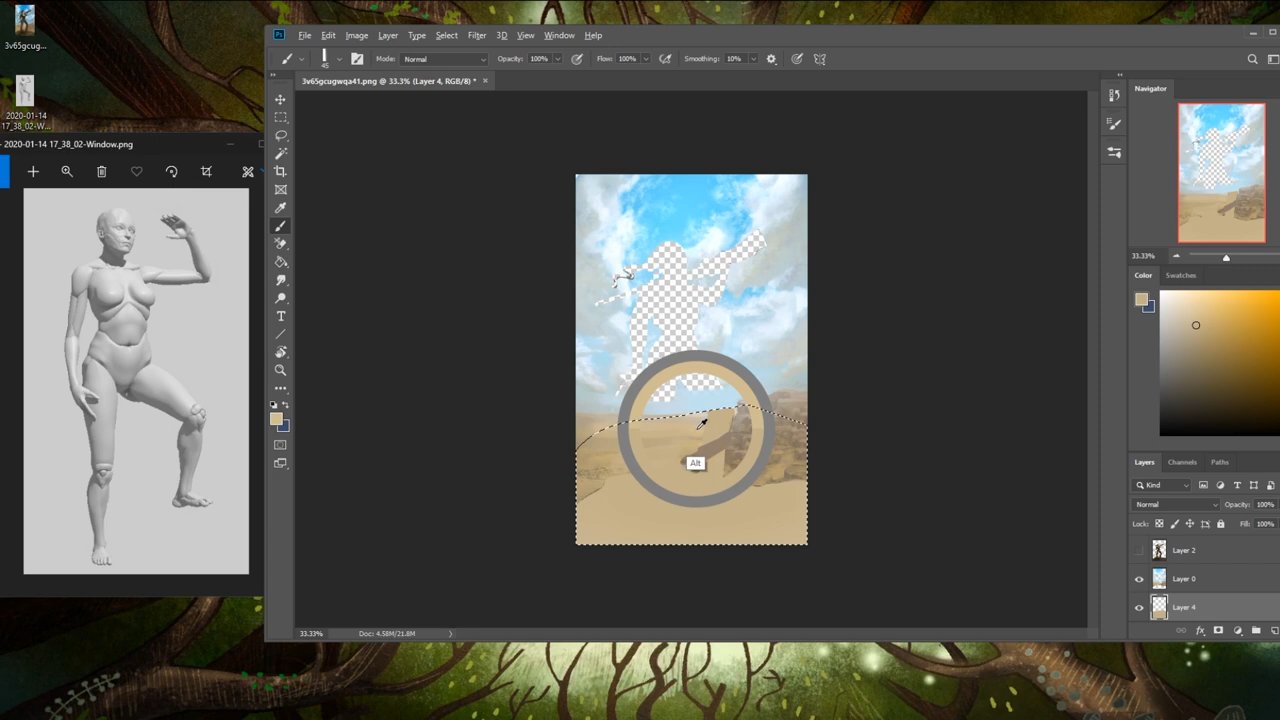 3v65gcug...
2020-01-14
17_38_02-W...
- 2020-01-14 17_38_02-Window.png
Ps
File Edit Image Layer Type Select Filter 3D View Window Help
45
Mode: Normal
Opacity: 100%
Flow: 100%
Smoothing: 10%
3v65gcugwqa41.png @ 33.3% (Layer 4, RGB/8) *
Navigator
33.33%
Color Swatches
Alt
Layers Channels Paths
Kind
Normal
Opacity: 100%
Lock:
Fill: 100%
Layer 2
Layer 0
Layer 4
fx
33.33%
Doc: 4.58M/21.8M